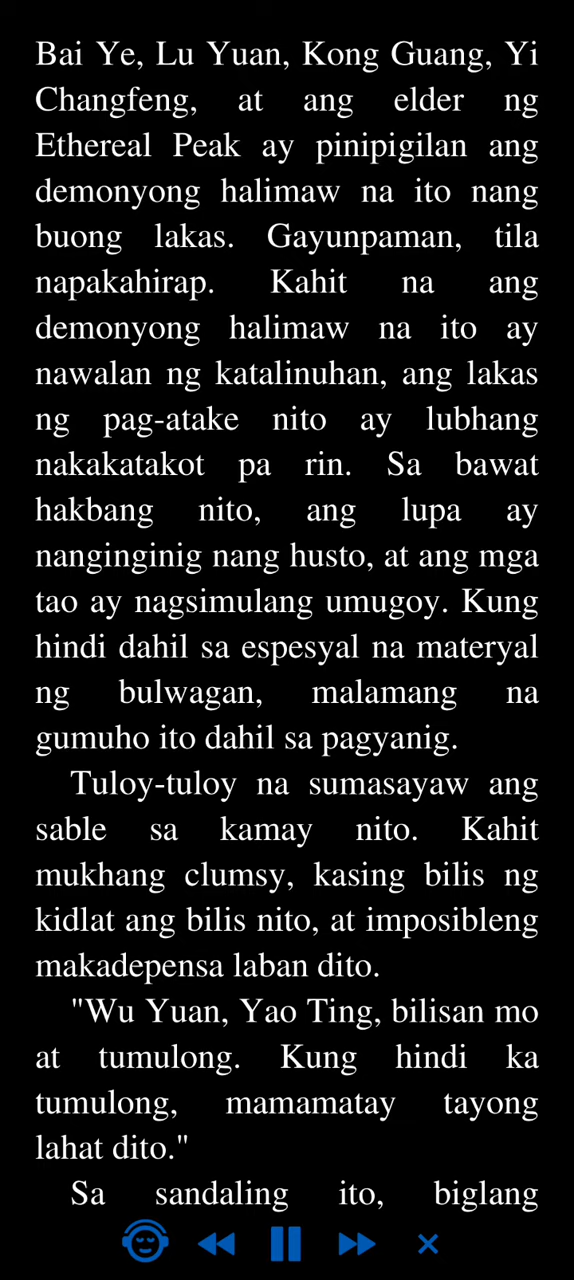 Bai Ye, Lu Yuan, Kong Guang, Yi
Changfeng, at ang elder ng
Ethereal Peak ay pinipigilan ang
demonyong halimaw na ito nang
buong lakas. Gayunpaman, tila
napakahirap. Kahit na ang
demonyong halimaw na ito ay
nawalan ng katalinuhan, ang lakas
ng pag-atake nito ay lubhang
nakakatakot pa rin. Sa bawat
hakbang nito, ang lupa ay
nanginginig nang husto, at ang mga
tao ay nagsimulang umugoy. Kung
hindi dahil sa espesyal na materyal
ng bulwagan, malamang na
gumuho ito dahil sa pagyanig.
Tuloy-tuloy na sumasayaw ang
sable sa kamay nito. Kahit
mukhang clumsy, kasing bilis ng
kidlat ang bilis nito, at imposibleng
makadepensa laban dito.
"Wu Yuan, Yao Ting, bilisan mo
at tumulong. Kung hindi ka
tumulong, mamamatay tayong
lahat dito."
Sa sandaling ito, biglang